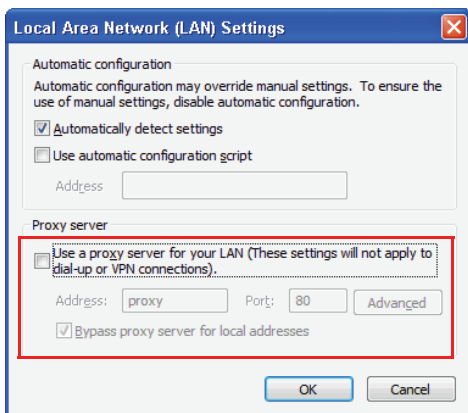 Local Area Network (LAN) Settings
Automatic configuration
Automatic configuration may override manual settings. To ensure the
use of manual settings, disable automatic configuration.
Automatically detect settings
Use automatic configuration script
Address
Proxy server
Use a proxy server for your LAN (These settings will not apply to
dial-up or VPN connections).
Address: proxy Port: 80 Advanced
Bypass proxy server for local addresses
OK Cancel